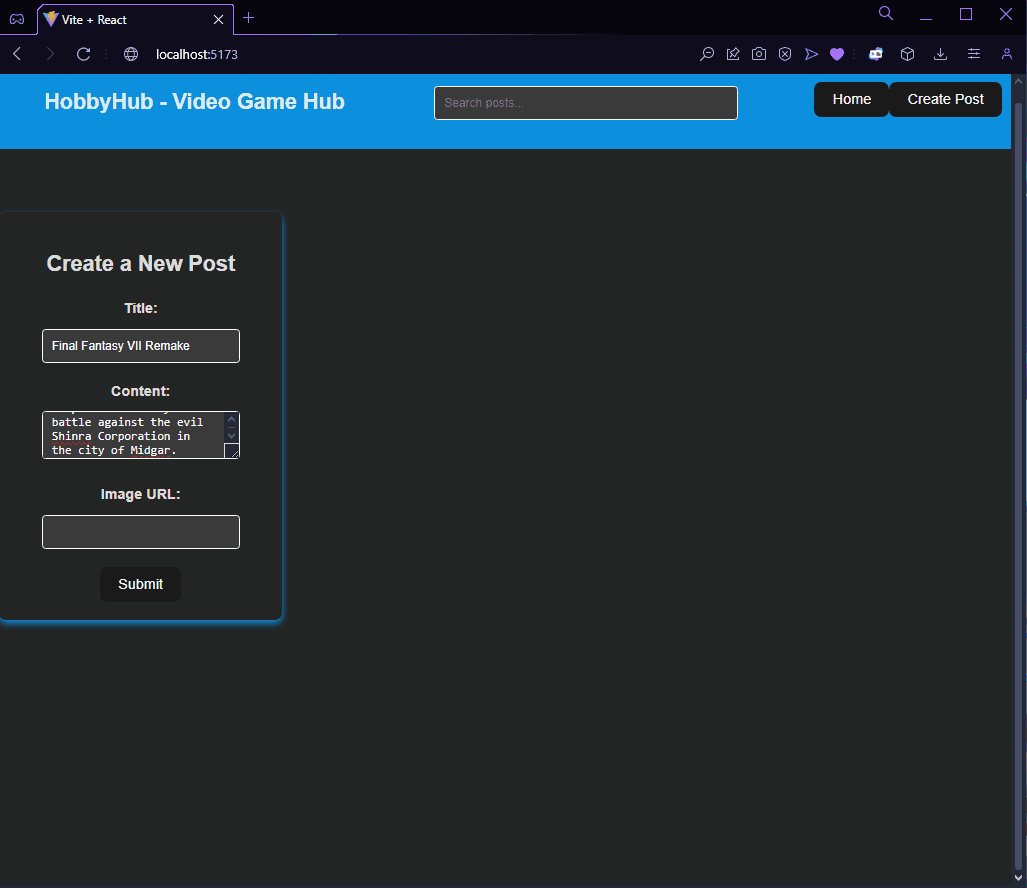 Vite + React
localhost:5173
HobbyHub - Video Game Hub
Search posts...
Home
Create Post
Create a New Post
Title:
Final Fantasy VII Remake
Content:
battle against the evil
Shinra Corporation in
the city of Midgar.
Image URL:
Submit